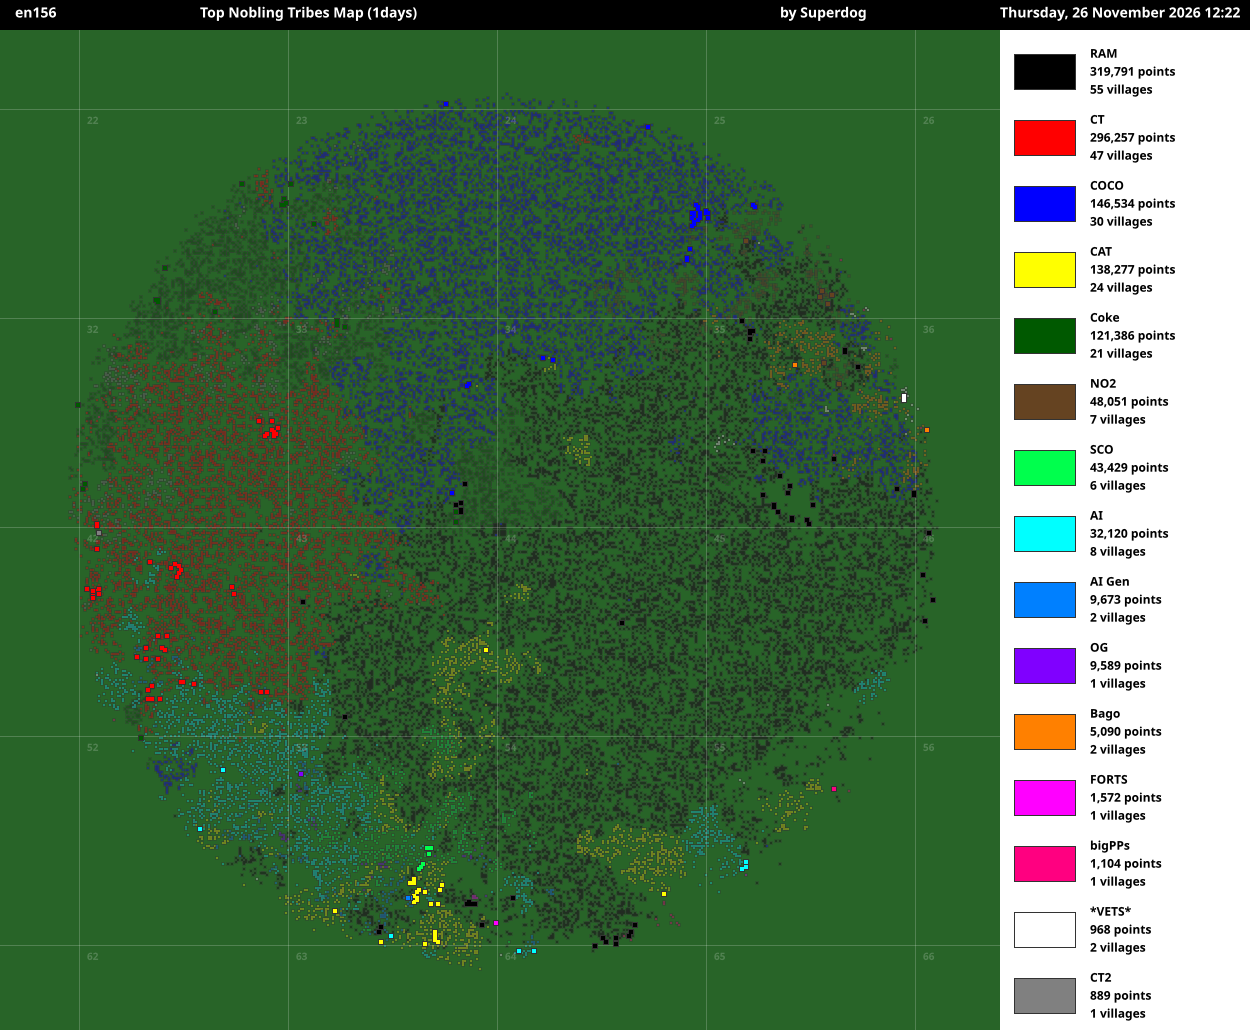 en156
Top Nobling Tribes Map (1days)
by Superdog
Thursday, 26 November 2026 12:22
RAM
319,791 points
55 villages
CT
296,257 points
47 villages
COCO
146,534 points
30 villages
CAT
138,277 points
24 villages
Coke
121,386 points
21 villages
NO2
48,051 points
7 villages
SCO
43,429 points
6 villages
AI
32,120 points
8 villages
AI Gen
9,673 points
2 villages
OG
9,589 points
1 villages
Bago
5,090 points
2 villages
FORTS
1,572 points
1 villages
bigPPs
1,104 points
1 villages
*VETS*
968 points
2 villages
CT2
889 points
1 villages
22 23 24 25 26
32 33 34 35 36
42 43 44 45 46
52 53 54 55 56
62 63 64 65 66